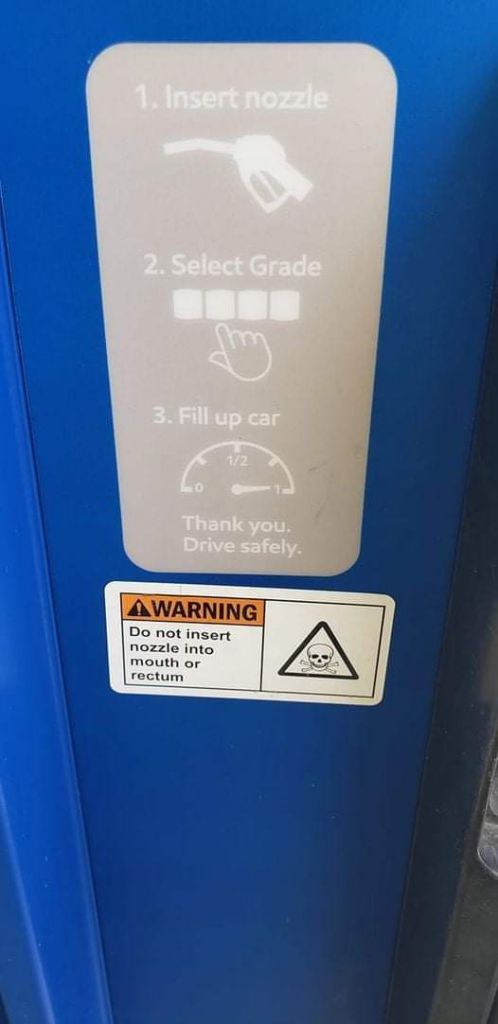 1. Insert nozzle
2. Select Grade
3. Fill up car
1/2
0 1
Thank you.
Drive safely.
WARNING
Do not insert
nozzle into
mouth or
rectum